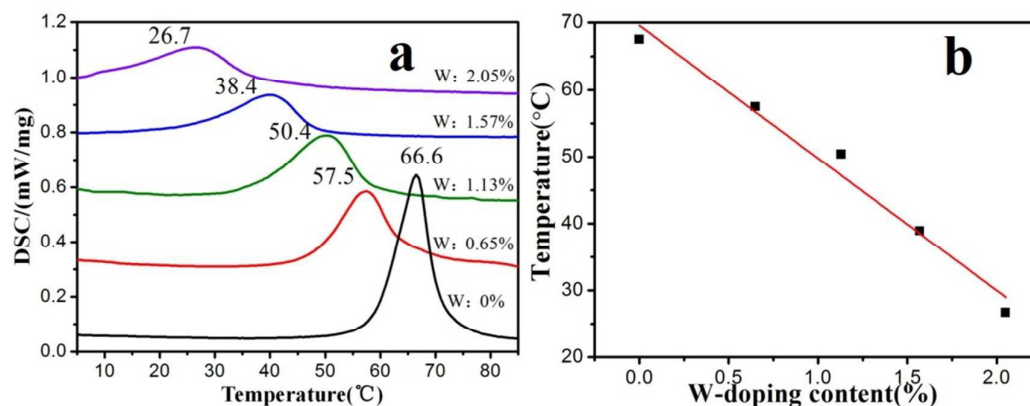 a
26.7
38.4
50.4
57.5
66.6
W: 2.05%
W: 1.57%
W: 1.13%
W: 0.65%
W: 0%
DSC/(mW/mg)
1.2
1.0
0.8
0.6
0.4
0.2
0.0
10 20 30 40 50 60 70 80
Temperature(℃)
b
Temperature(°C)
70
60
50
40
30
20
0.0 0.5 1.0 1.5 2.0
W-doping content(%)